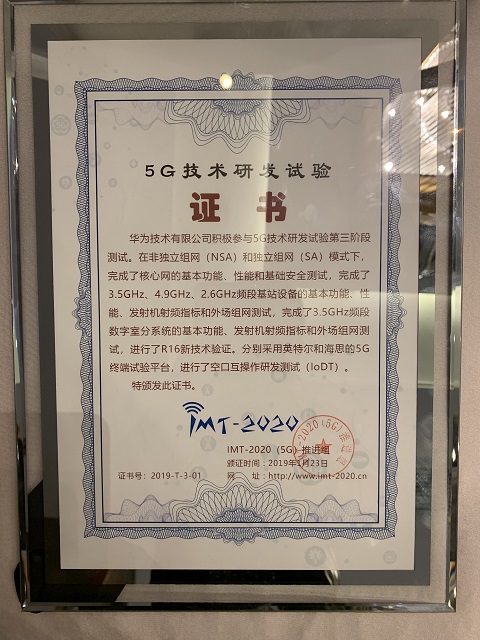 5G技术研发试验
证书
华为技术有限公司积极参与5G技术研发试验第三阶段
测试。在非独立组网（NSA）和独立组网（SA）模式下，
完成了核心网的基本功能、性能和基础安全测试，完成了
3.5GHz、4.9GHz、2.6GHz频段基站设备的基本功能、性
能、发射机射频指标和外场组网测试，完成了3.5GHz频段
数字室分系统的基本功能、发射机射频指标和外场组网测
试，进行了R16新技术验证。分别采用英特尔和海思的5G
终端试验平台，进行了空口互操作研发测试（IoDT）。
特颁发此证书。
IMT-2020
IMT-2020（5G）推进组
颁证时间：2019年1月23日
证书号：2019-T-3-01
网 址：http://www.imt-2020.cn